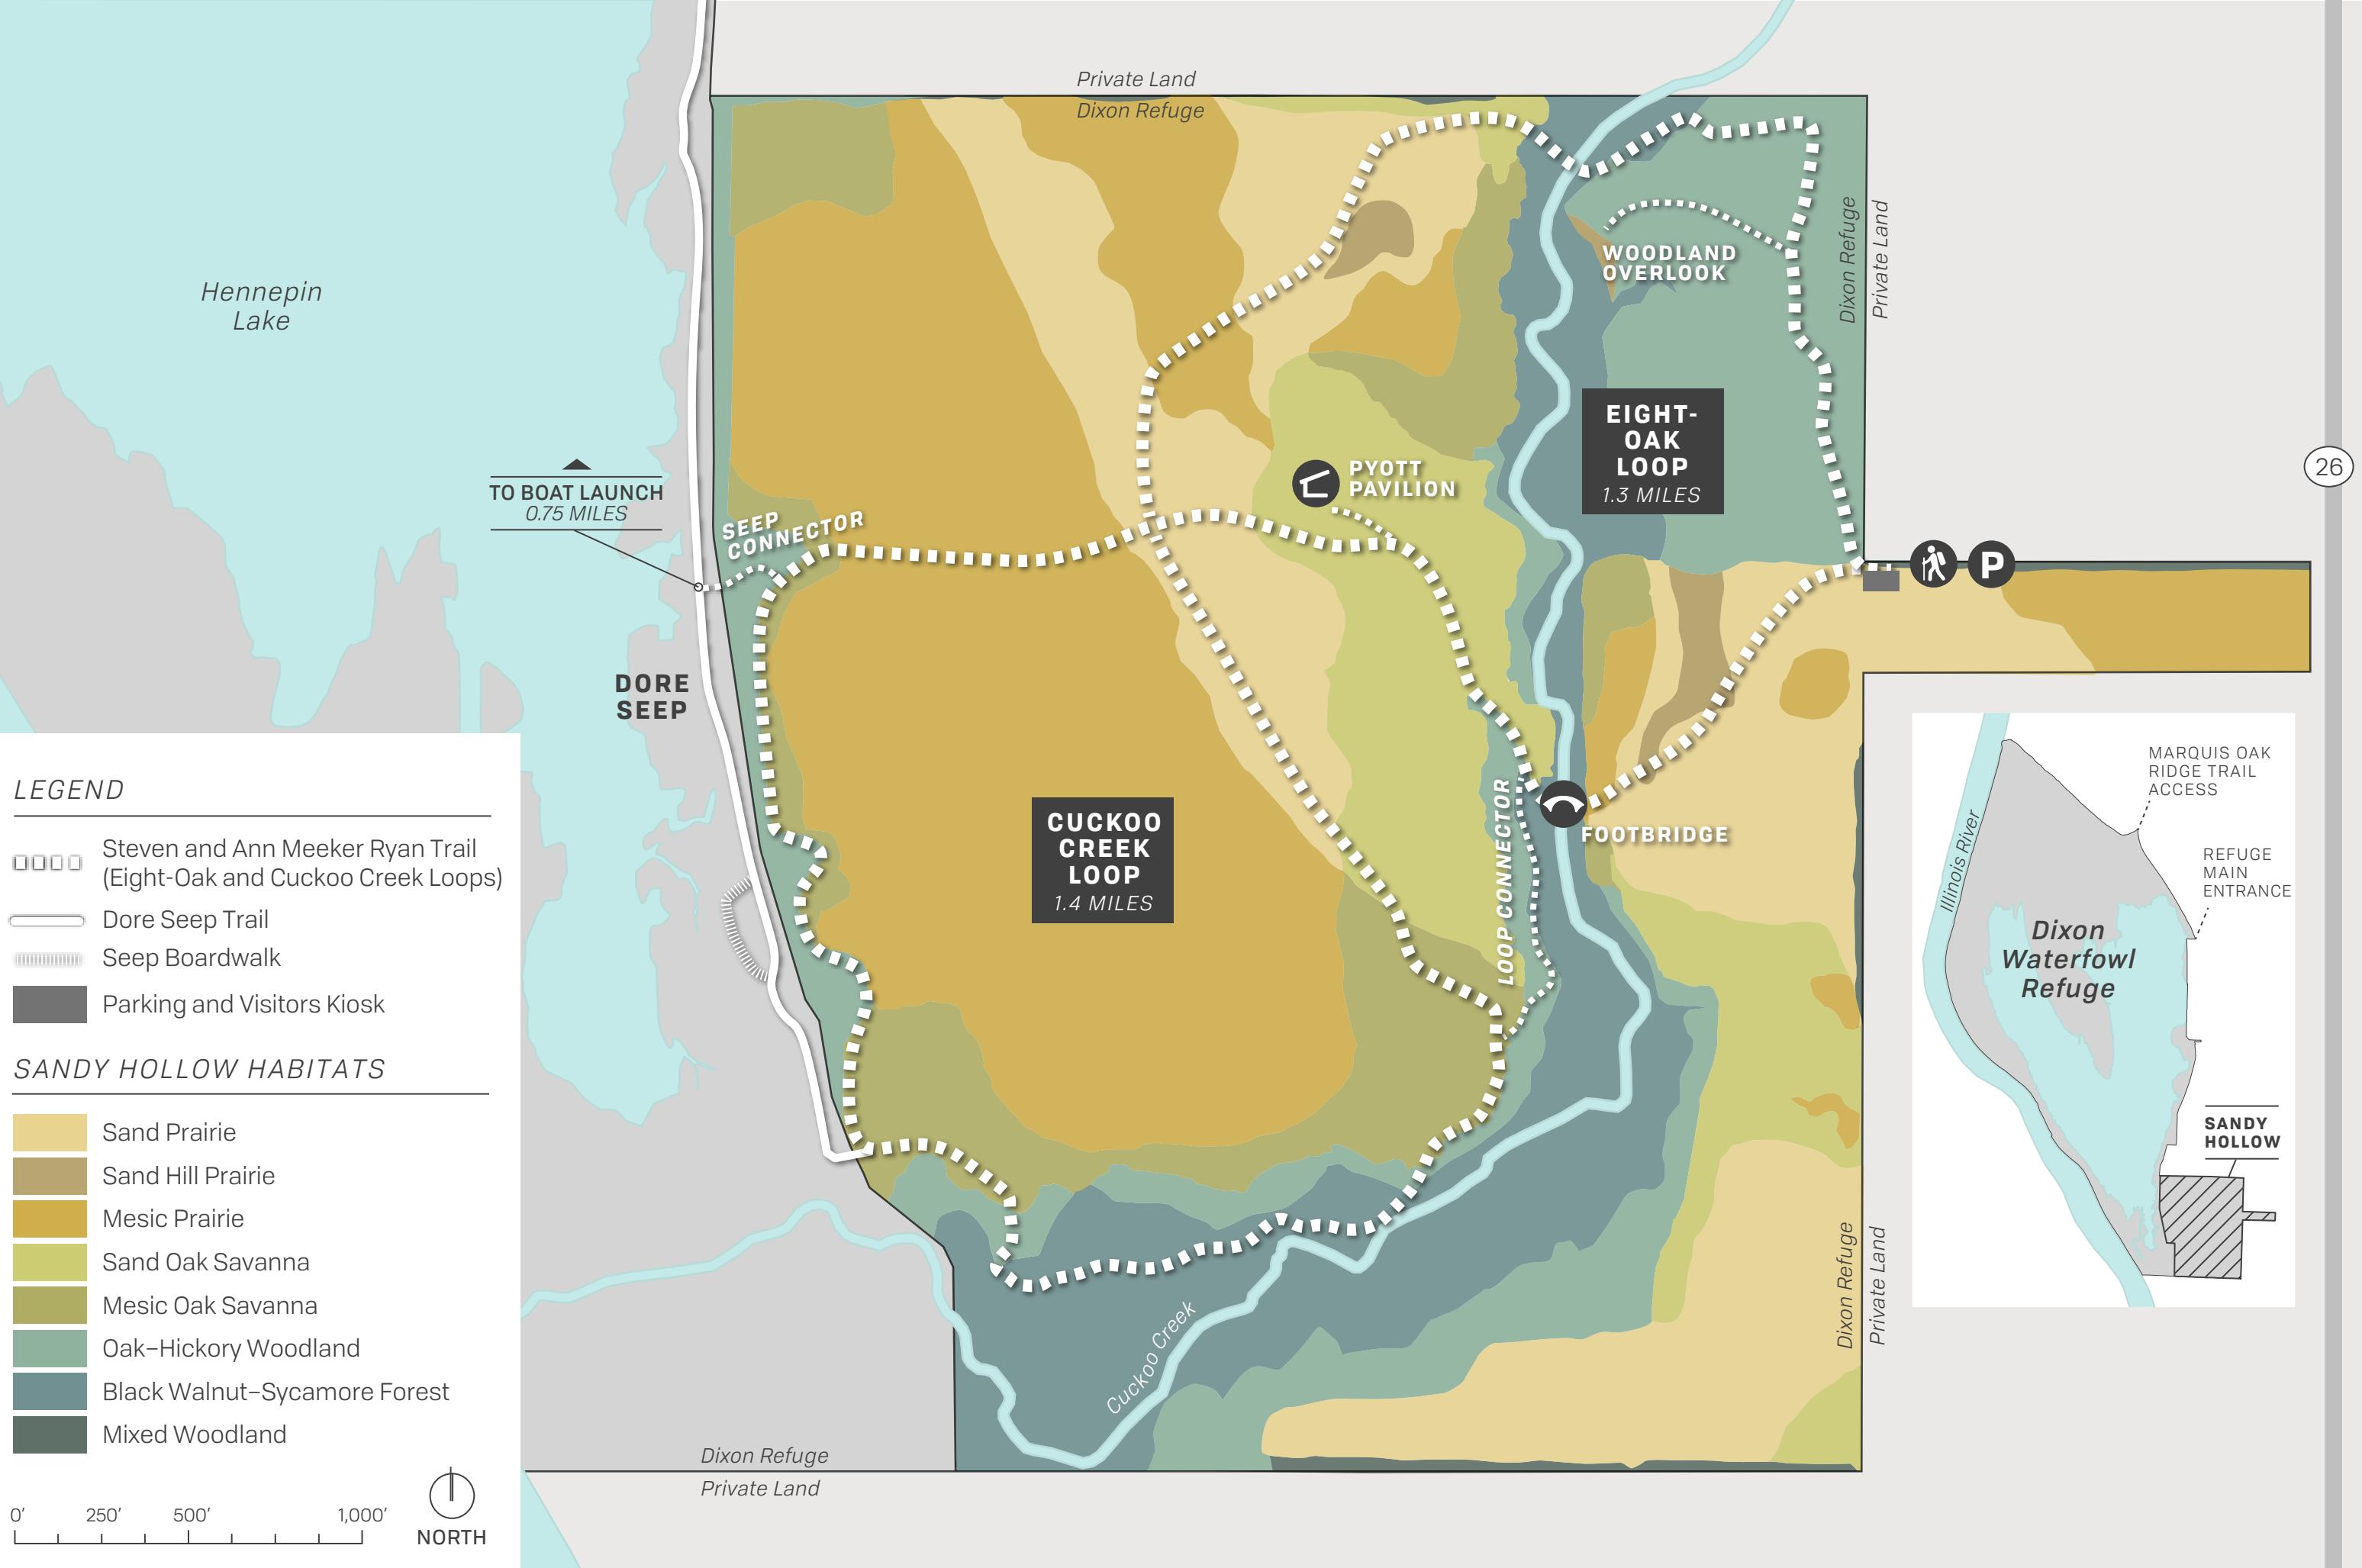 Private Land
Dixon Refuge
Hennepin
Lake
Dixon Refuge
Private Land
WOODLAND
OVERLOOK
EIGHT-
OAK
LOOP
1.3 MILES
26
PYOTT
PAVILION
TO BOAT LAUNCH
0.75 MILES
SEEP
CONNECTOR
P
DORE
SEEP
CUCKOO
CREEK
LOOP
1.4 MILES
LOOP CONNECTOR
FOOTBRIDGE
Cuckoo Creek
Dixon Refuge
Private Land
Dixon Refuge
Private Land
LEGEND
Steven and Ann Meeker Ryan Trail
(Eight-Oak and Cuckoo Creek Loops)
Dore Seep Trail
Seep Boardwalk
Parking and Visitors Kiosk
SANDY HOLLOW HABITATS
Sand Prairie
Sand Hill Prairie
Mesic Prairie
Sand Oak Savanna
Mesic Oak Savanna
Oak–Hickory Woodland
Black Walnut–Sycamore Forest
Mixed Woodland
0’ 250’ 500’ 1,000’
NORTH
MARQUIS OAK
RIDGE TRAIL
ACCESS
REFUGE
MAIN
ENTRANCE
Illinois River
Dixon
Waterfowl
Refuge
SANDY
HOLLOW